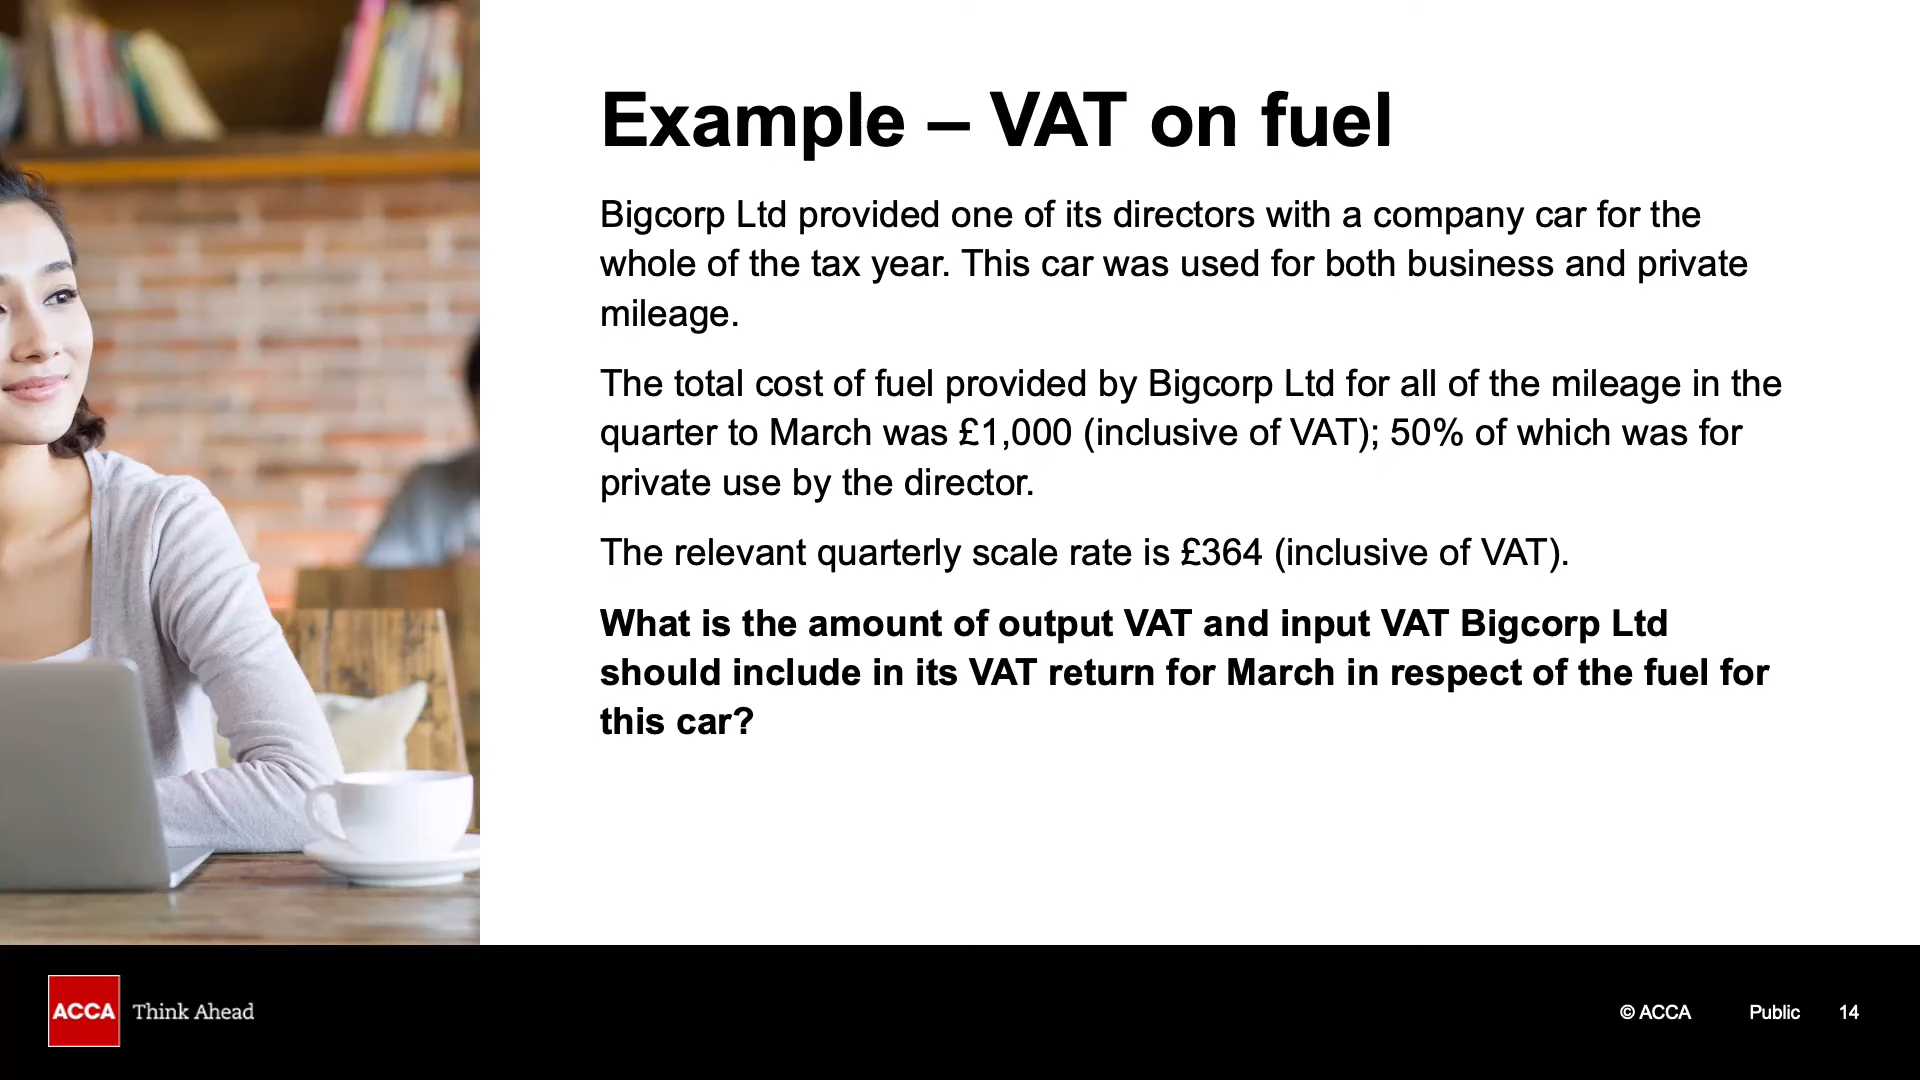 Example – VAT on fuel
Bigcorp Ltd provided one of its directors with a company car for the
whole of the tax year. This car was used for both business and private
mileage.
The total cost of fuel provided by Bigcorp Ltd for all of the mileage in the
quarter to March was £1,000 (inclusive of VAT); 50% of which was for
private use by the director.
The relevant quarterly scale rate is £364 (inclusive of VAT).
What is the amount of output VAT and input VAT Bigcorp Ltd
should include in its VAT return for March in respect of the fuel for
this car?
ACCA Think Ahead
© ACCA Public 14